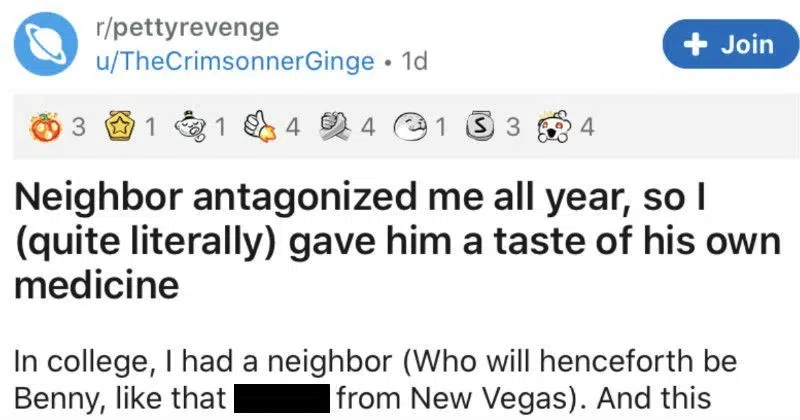 r/pettyrevenge
u/TheCrimsonnerGinge • 1d
+ Join
3 1 1 4 4 1 S 3 4
Neighbor antagonized me all year, so I
(quite literally) gave him a taste of his own
medicine
In college, I had a neighbor (Who will henceforth be
Benny, like that from New Vegas). And this